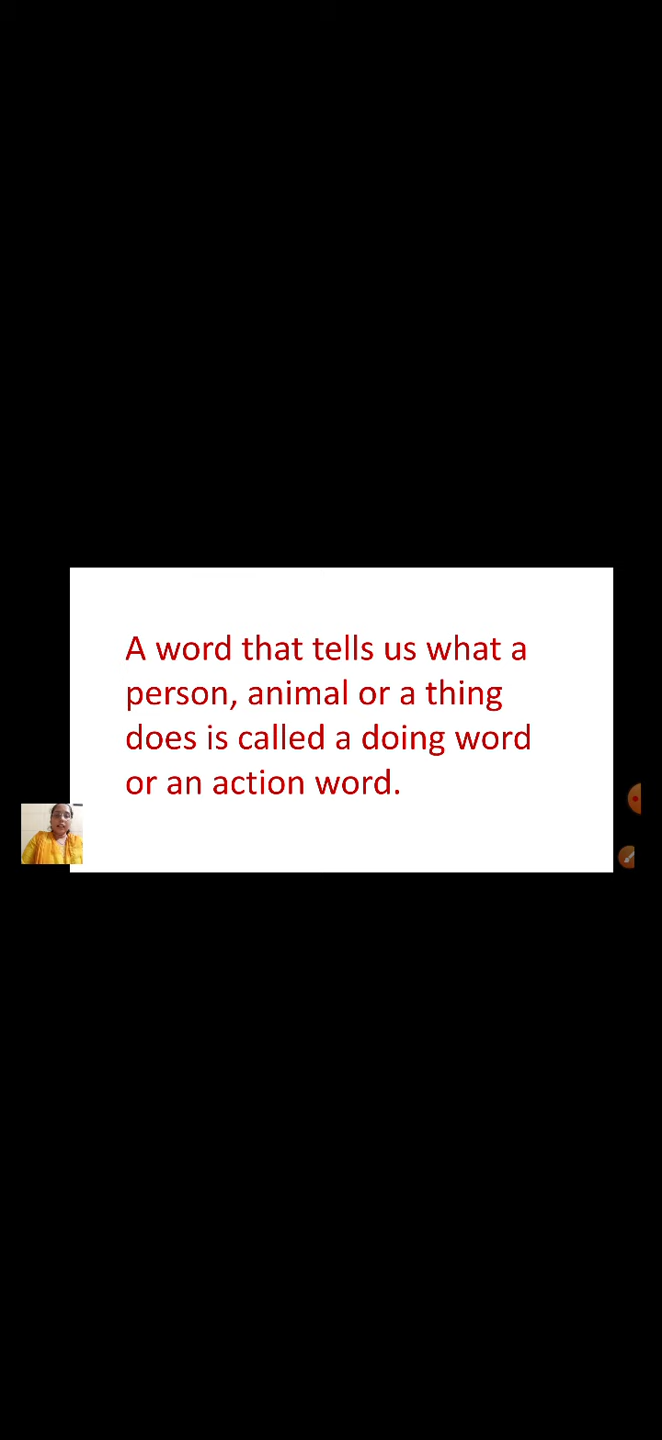 A word that tells us what a
person, animal or a thing
does is called a doing word
or an action word.